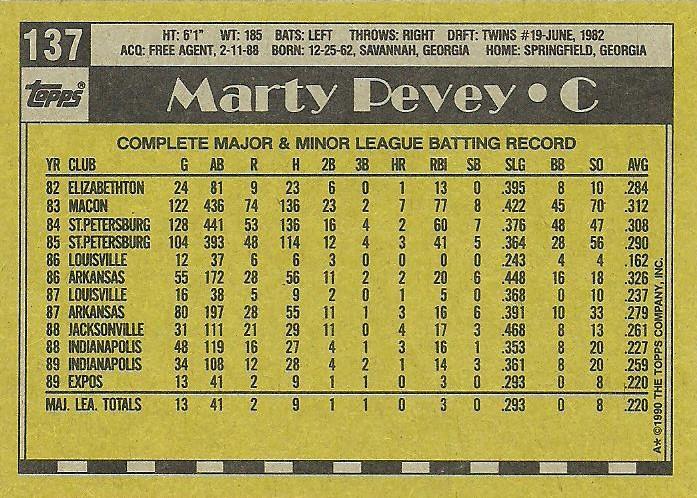 137
HT: 6'1" WT: 185 BATS: LEFT THROWS: RIGHT DRFT: TWINS #19-JUNE, 1982
ACQ: FREE AGENT, 2-11-88 BORN: 12-25-62, SAVANNAH, GEORGIA HOME: SPRINGFIELD, GEORGIA
Topps®
Marty Pevey • C
COMPLETE MAJOR & MINOR LEAGUE BATTING RECORD
YR CLUB G AB R H 2B 3B HR RBI SB SLG BB SO AVG
82 ELIZABETHTON 24 81 9 23 6 0 1 13 0 .395 8 10 .284
83 MACON 122 436 74 136 23 2 7 77 8 .422 45 70 .312
84 ST.PETERSBURG 128 441 53 136 16 4 2 60 7 .376 48 47 .308
85 ST.PETERSBURG 104 393 48 114 12 4 3 41 5 .364 28 56 .290
86 LOUISVILLE 12 37 6 6 3 0 0 0 0 .243 4 4 .162
86 ARKANSAS 55 172 28 56 11 2 2 20 6 .448 16 18 .326
87 LOUISVILLE 16 38 5 9 2 0 1 5 0 .368 0 10 .237
87 ARKANSAS 80 197 28 55 11 1 3 16 6 .391 10 33 .279
88 JACKSONVILLE 31 111 21 29 11 0 4 17 3 .468 8 13 .261
88 INDIANAPOLIS 48 119 16 27 4 1 3 16 1 .353 8 20 .227
89 INDIANAPOLIS 34 108 12 28 4 2 1 14 3 .361 8 20 .259
89 EXPOS 13 41 2 9 1 1 0 3 0 .293 0 8 .220
MAJ. LEA. TOTALS 13 41 2 9 1 1 0 3 0 .293 0 8 .220
A* ©1990 THE TOPPS COMPANY, INC.